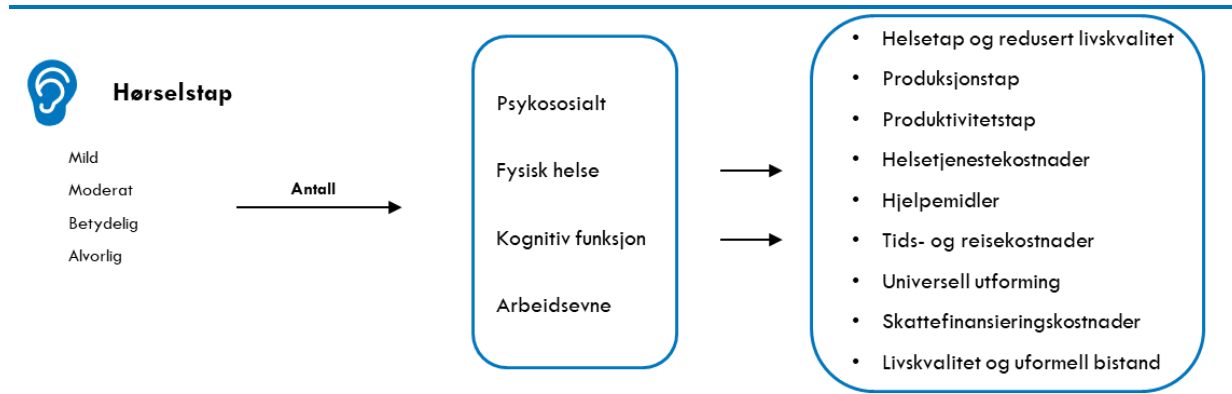 Hørselstap
Mild
Moderat
Betydelig
Alvorlig
Antall
Psykososialt
Fysisk helse
Kognitiv funksjon
Arbeidsevne
• Helsetap og redusert livskvalitet
• Produksjonstap
• Produktivitetstap
• Helsetjenestekostnader
• Hjelpemidler
• Tids- og reisekostnader
• Universell utforming
• Skattefinansieringskostnader
• Livskvalitet og uformell bistand